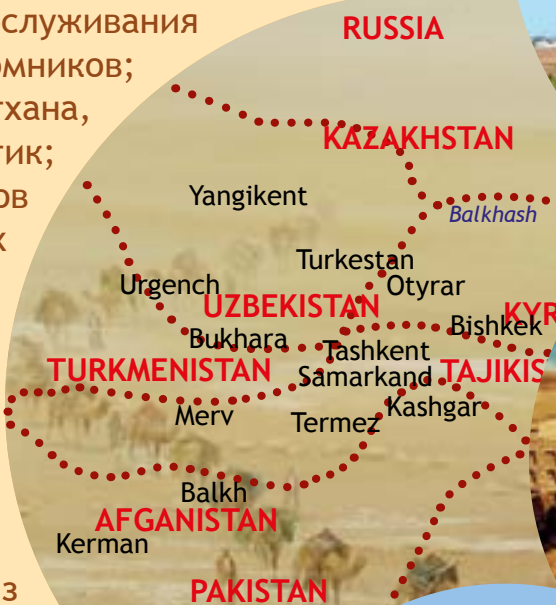 служивания
омников;
тхана,
тик;
ов
х
з
RUSSIA
KAZAKHSTAN
Yangikent
Balkhash
Turkestan
Urgench
Otyrar
UZBEKISTAN
KYR
Bukhara
Bishkek
Tashkent
TURKMENISTAN
Samarkand
TAJIKIS
Merv
Kashgar
Termez
Balkh
AFGANISTAN
Kerman
PAKISTAN